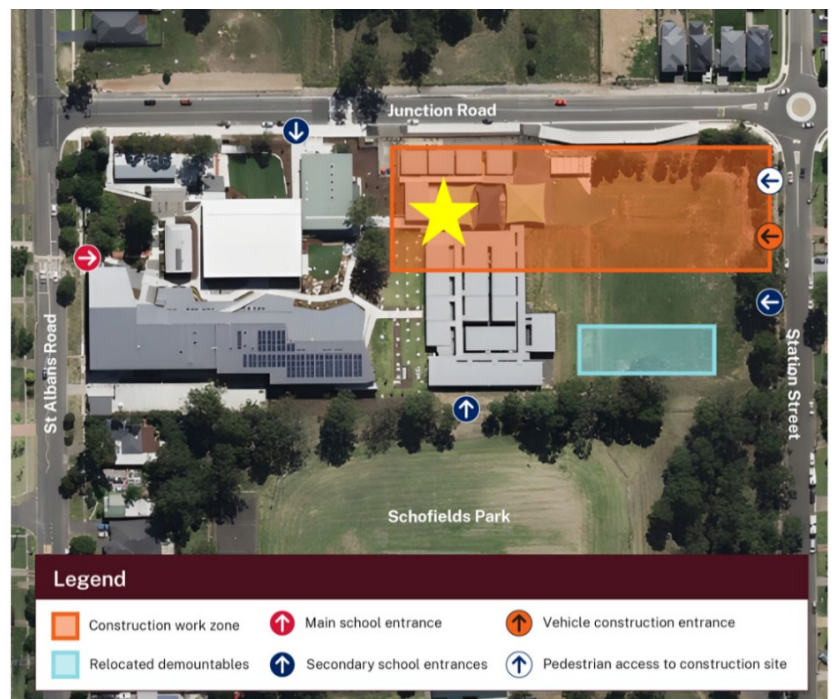 Junction Road
St Albans Road
Station Street
Schofields Park
Legend
Construction work zone
Main school entrance
Vehicle construction entrance
Relocated demountables
Secondary school entrances
Pedestrian access to construction site